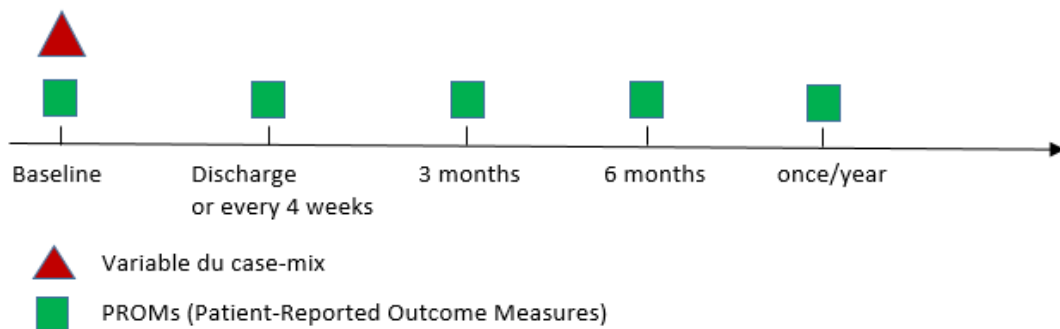 Baseline
Discharge
or every 4 weeks
3 months
6 months
once/year
Variable du case-mix
PROMs (Patient-Reported Outcome Measures)